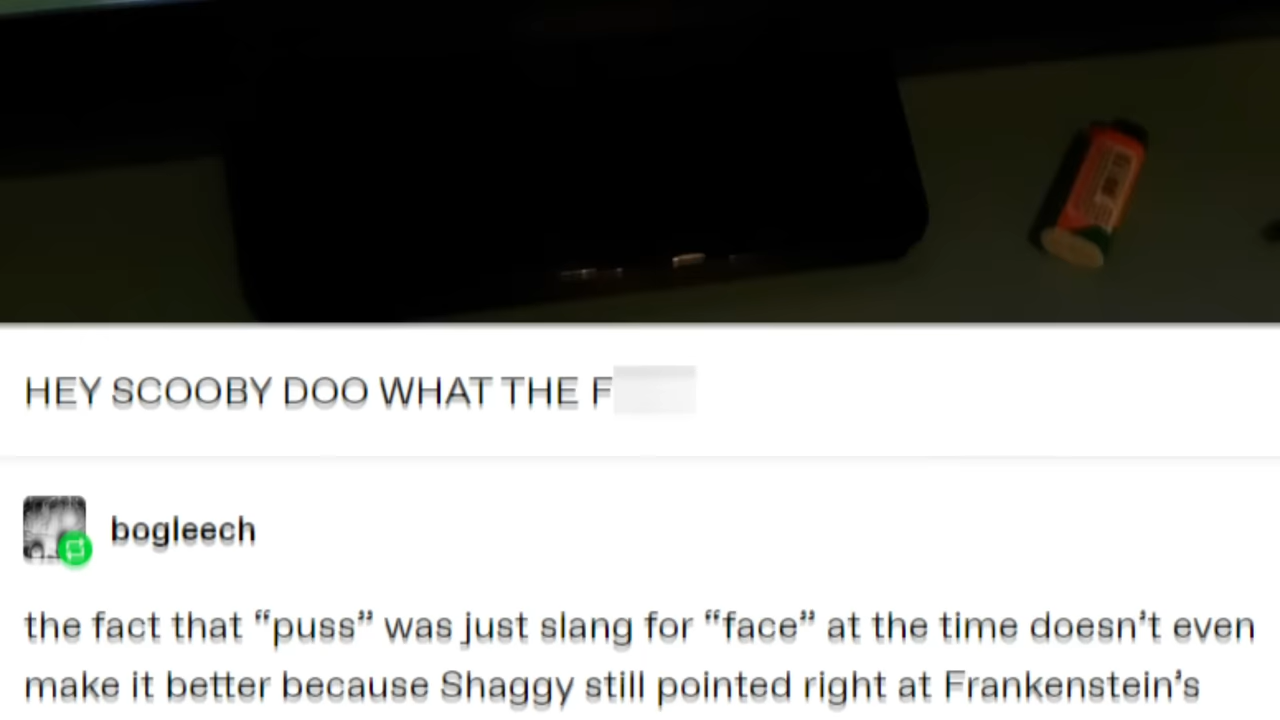 HEY SCOOBY DOO WHAT THE F
bogleech
the fact that “puss” was just slang for “face” at the time doesn’t even
make it better because Shaggy still pointed right at Frankenstein’s